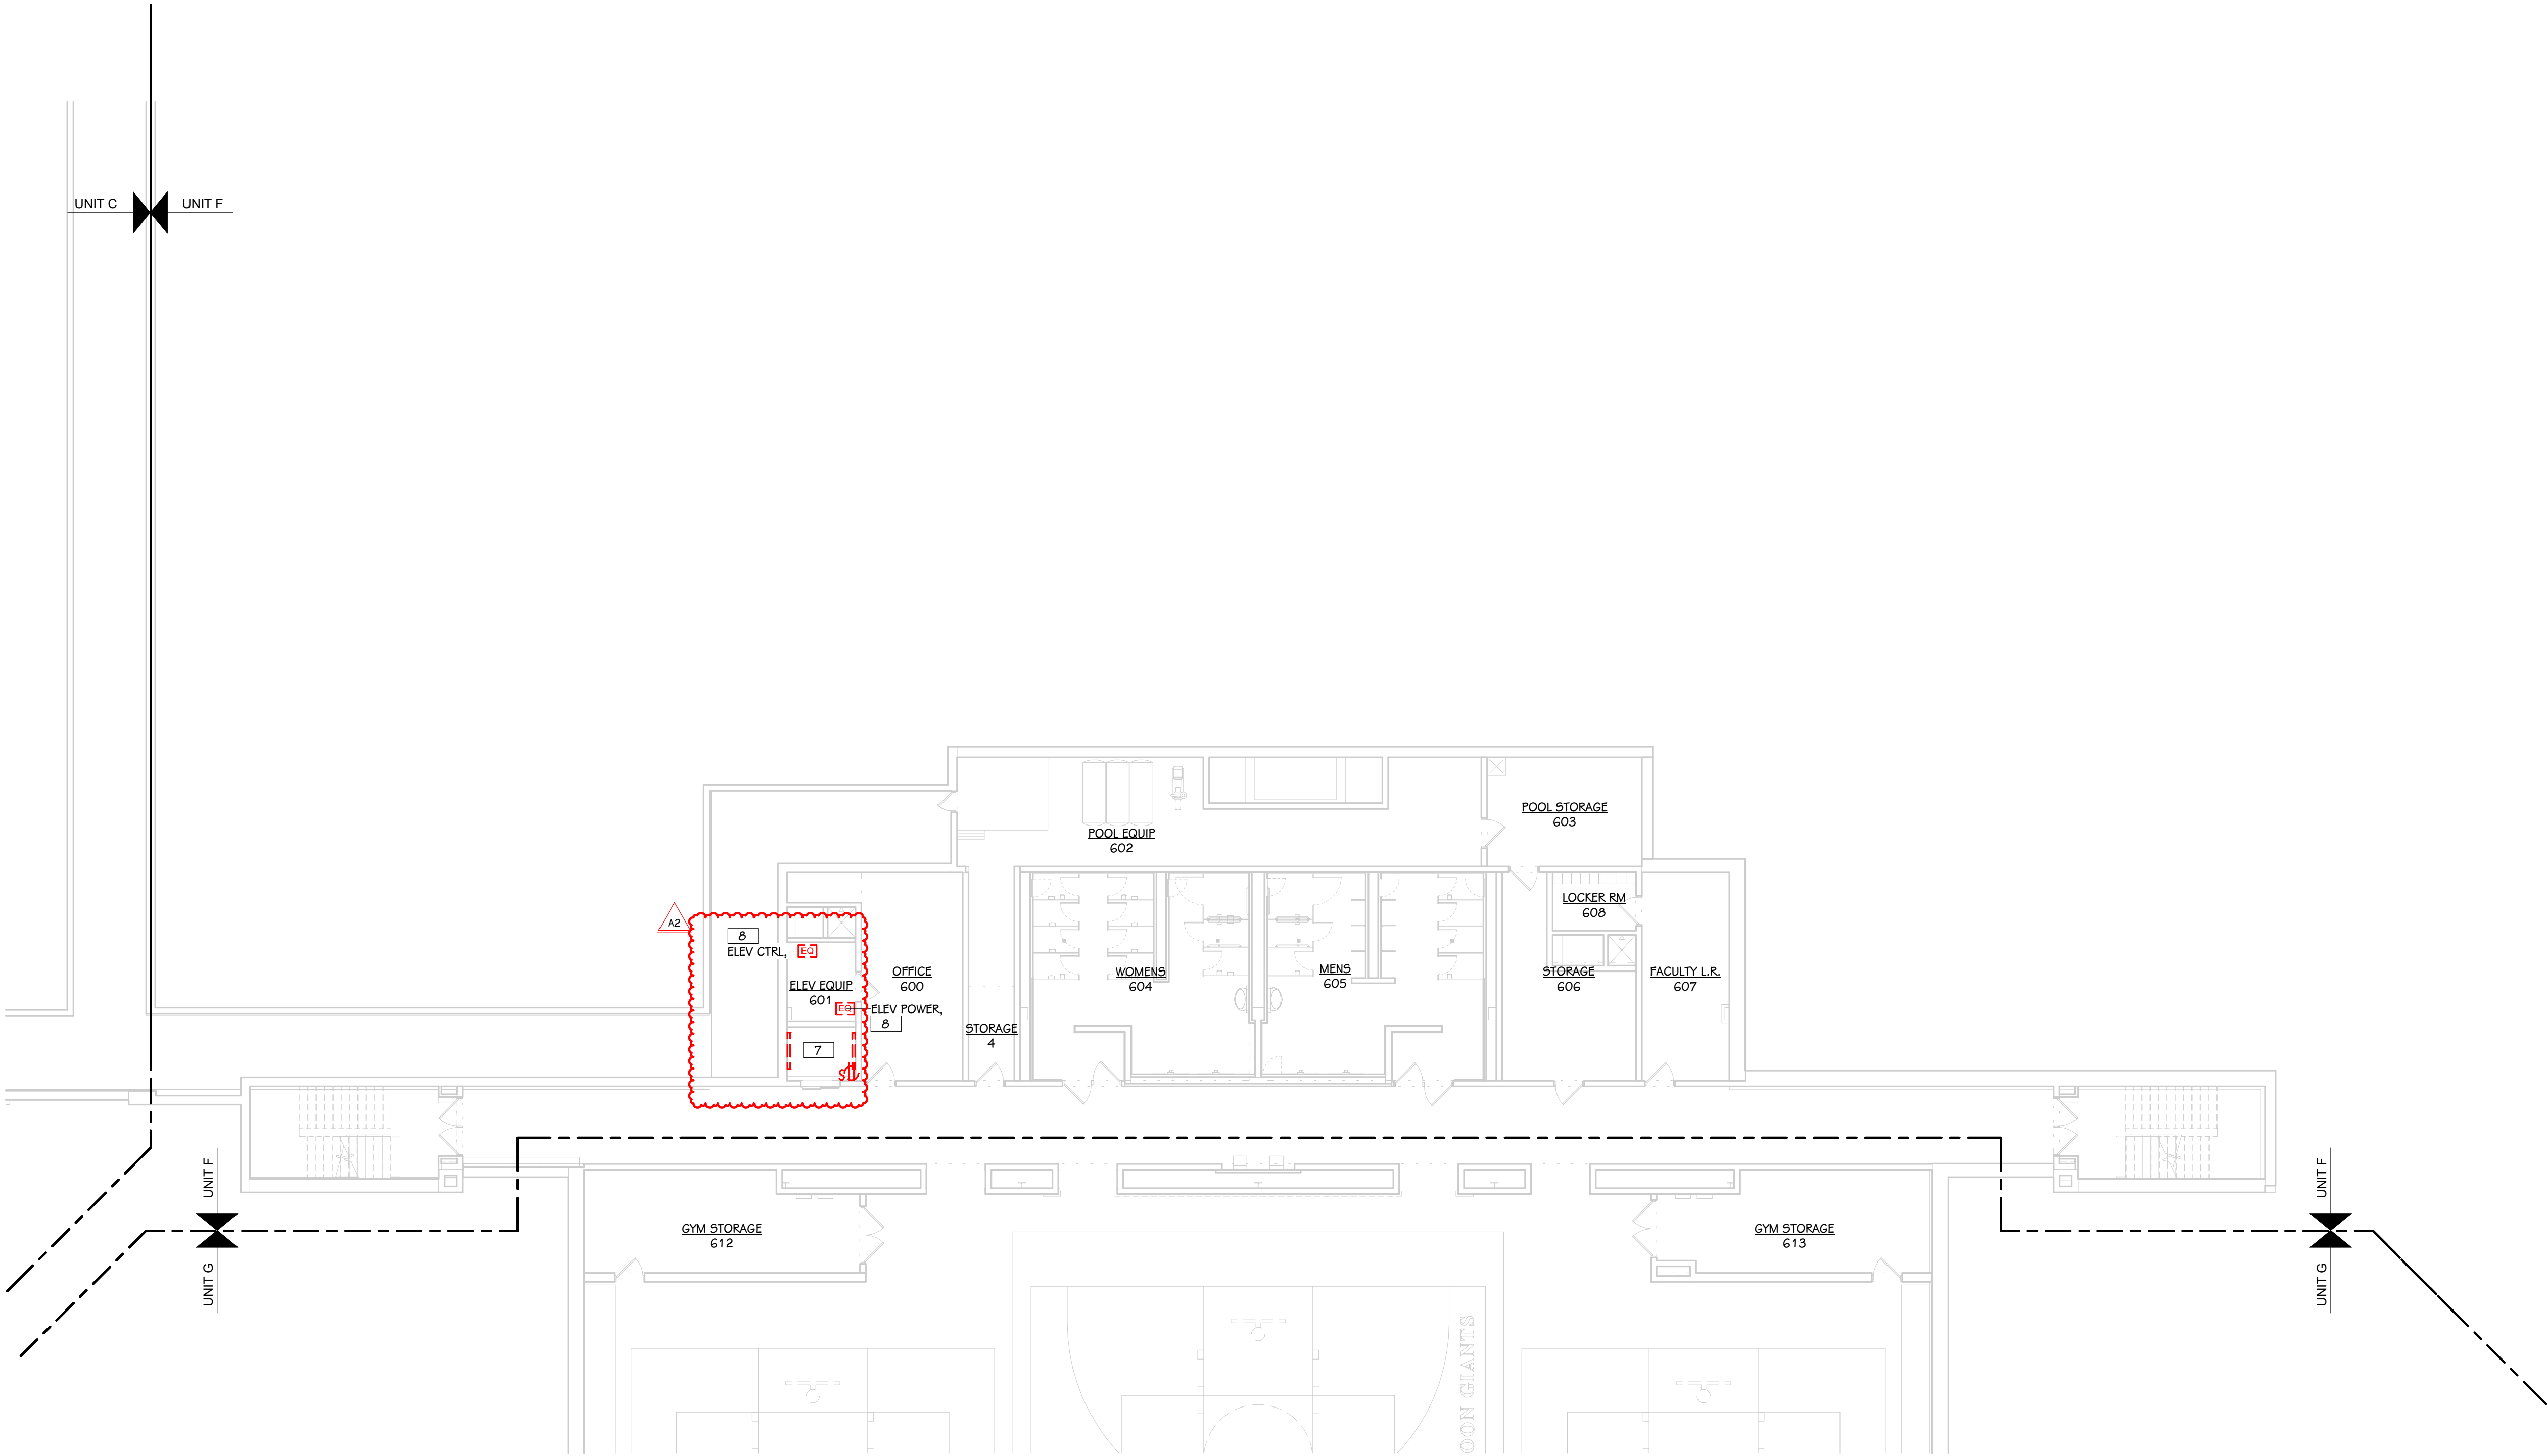 UNIT C
UNIT F
POOL STORAGE
603
POOL EQUIP
602
LOCKER RM
608
A2
8
ELEV CTRL,
EQ
ELEV EQUIP
601
OFFICE
600
WOMENS
604
MENS
605
STORAGE
606
FACULTY L.R.
607
EQ
ELEV POWER,
8
STORAGE
4
7
UNIT F
UNIT G
GYM STORAGE
612
GYM STORAGE
613
UNIT F
UNIT G
OON GIANTS